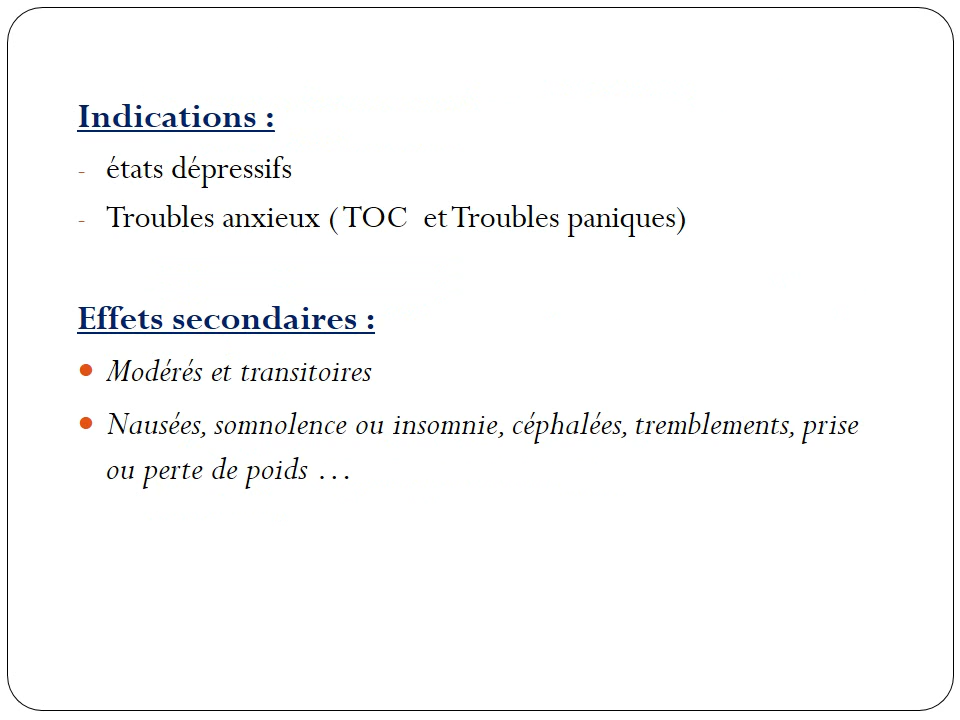 Indications :
- états dépressifs
- Troubles anxieux ( TOC et Troubles paniques)
Effets secondaires :
• Modérés et transitoires
• Nausées, somnolence ou insomnie, céphalées, tremblements, prise
ou perte de poids …